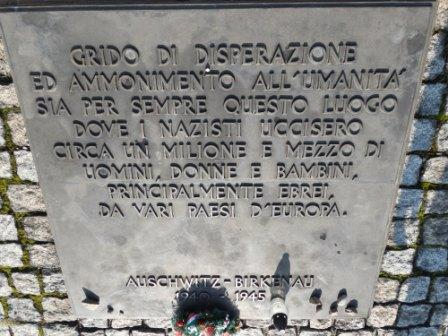 GRIDO DI DISPERAZIONE
ED AMMONIMENTO ALL'UMANITÀ
SIA PER SEMPRE QUESTO LUOGO
DOVE I NAZISTI UCCISERO
CIRCA UN MILIONE E MEZZO DI
UOMINI, DONNE E BAMBINI,
PRINCIPALMENTE EBREI,
DA VARI PAESI D'EUROPA.
AUSCHWITZ-BIRKENAU
1940-1945